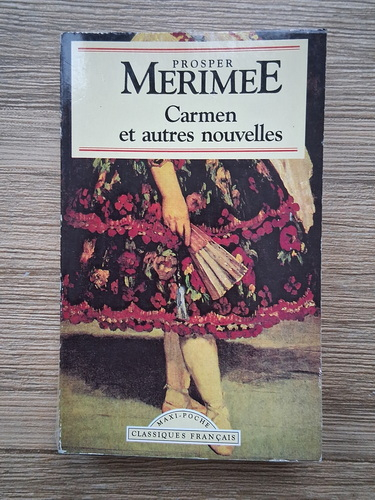 PROSPER
MERIMEE
Carmen
et autres nouvelles
MAXI-POCHE
CLASSIQUES FRANÇAIS